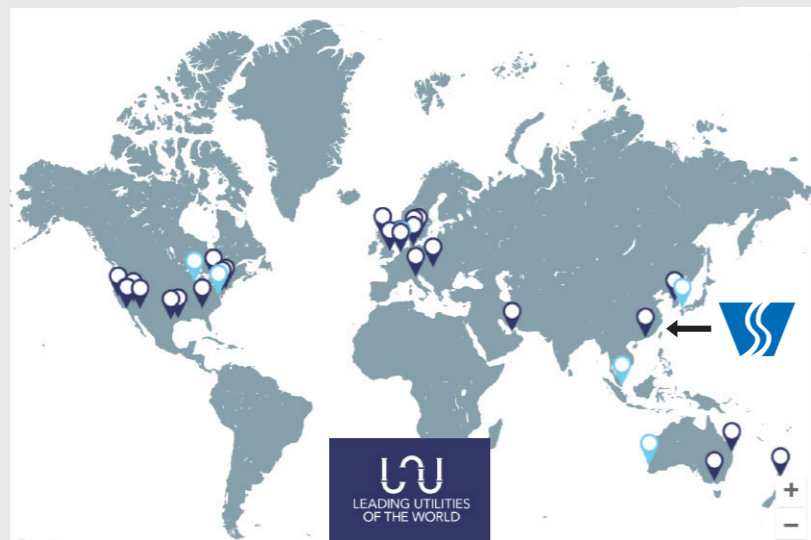 LEADING UTILITIES
OF THE WORLD
+
−